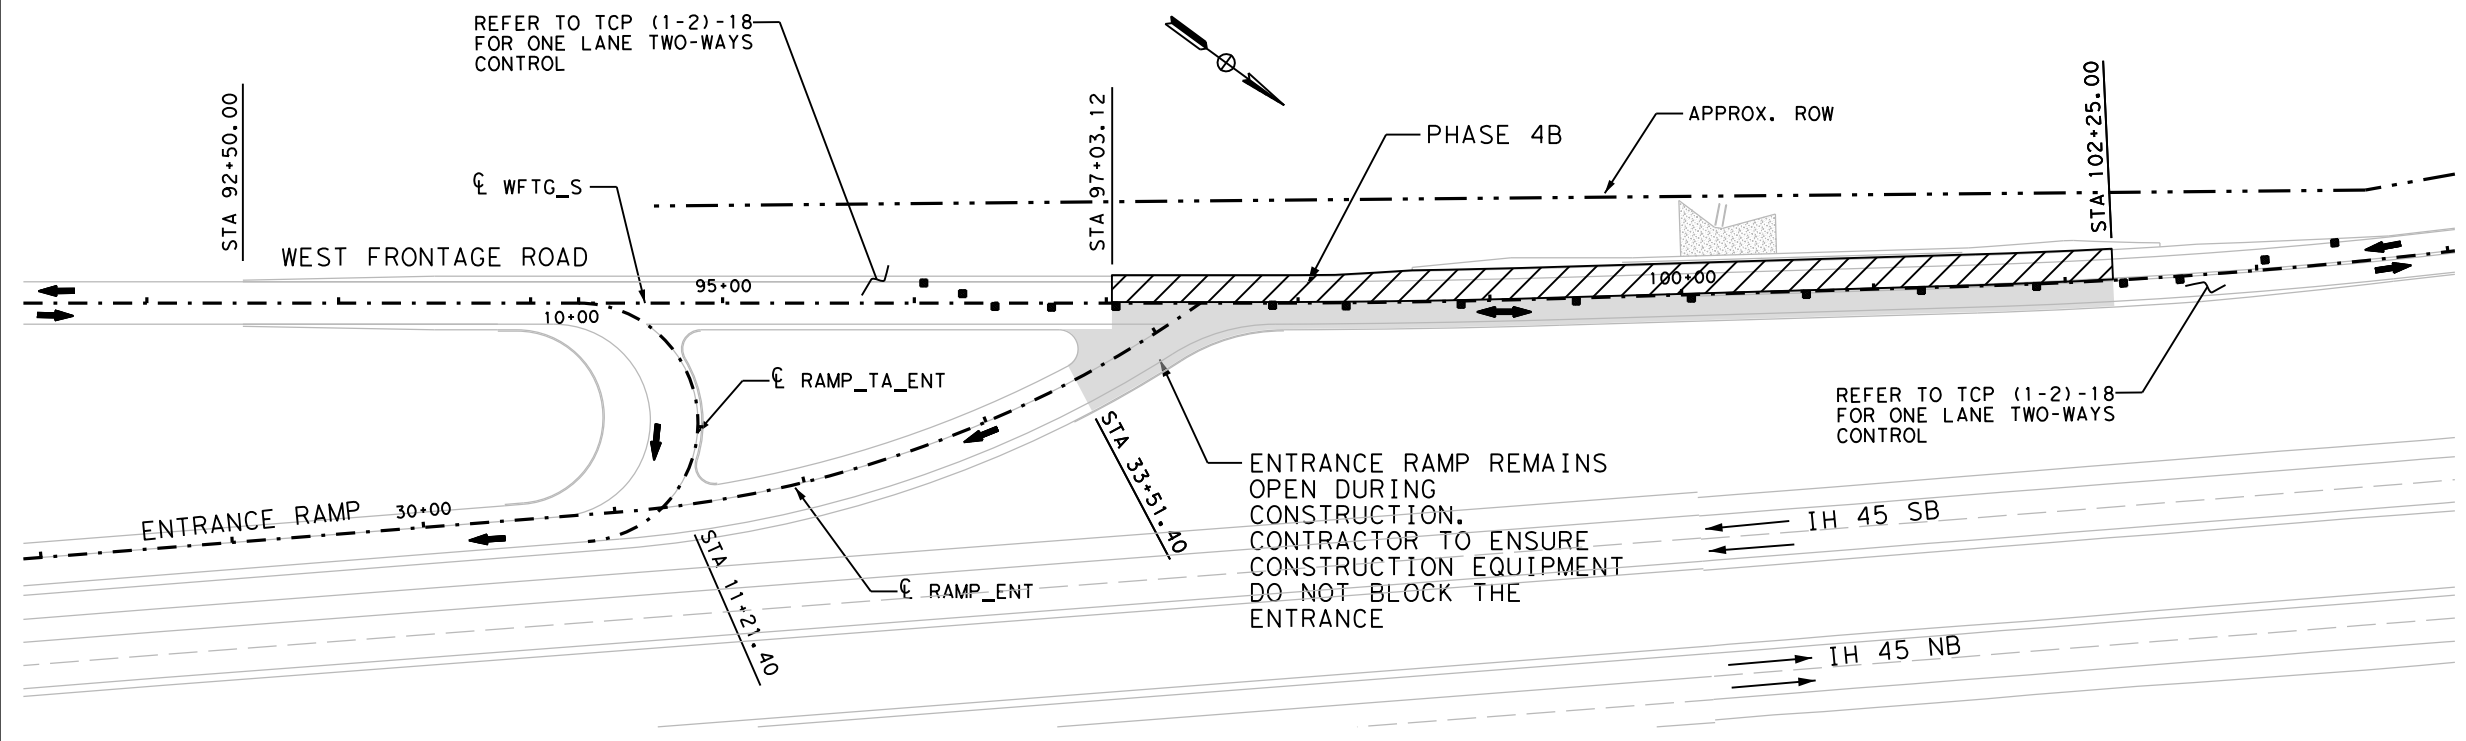 REFER TO TCP (1-2)-18
FOR ONE LANE TWO-WAYS
CONTROL
STA 92+50.00
STA 97+03.12
STA 102+25.00
APPROX. ROW
PHASE 4B
℄ WFTG_S
WEST FRONTAGE ROAD
95+00
100+00
10+00
℄ RAMP_TA_ENT
REFER TO TCP (1-2)-18
FOR ONE LANE TWO-WAYS
CONTROL
STA 33+51.40
ENTRANCE RAMP REMAINS
OPEN DURING
CONSTRUCTION.
CONTRACTOR TO ENSURE
CONSTRUCTION EQUIPMENT
DO NOT BLOCK THE
ENTRANCE
ENTRANCE RAMP
30+00
IH 45 SB
STA 11+21.40
℄ RAMP_ENT
IH 45 NB